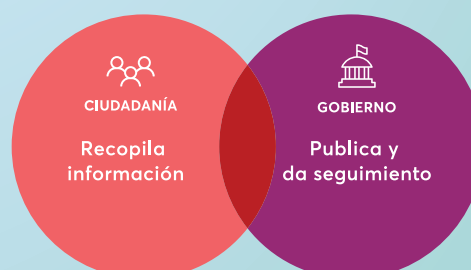 CIUDADANÍA
Recopila
información
GOBIERNO
Publica y
da seguimiento